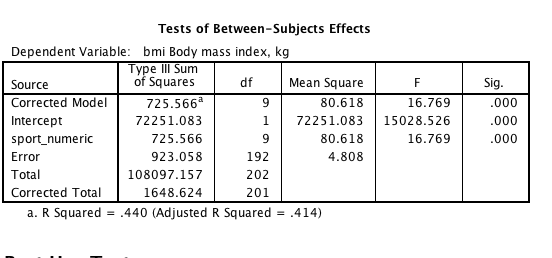 Tests of Between-Subjects Effects
Dependent Variable: bmi Body mass index, kg
Source Type III Sum of Squares df Mean Square F Sig.
Corrected Model 725.566a 9 80.618 16.769 .000
Intercept 72251.083 1 72251.083 15028.526 .000
sport_numeric 725.566 9 80.618 16.769 .000
Error 923.058 192 4.808
Total 108097.157 202
Corrected Total 1648.624 201
a. R Squared = .440 (Adjusted R Squared = .414)